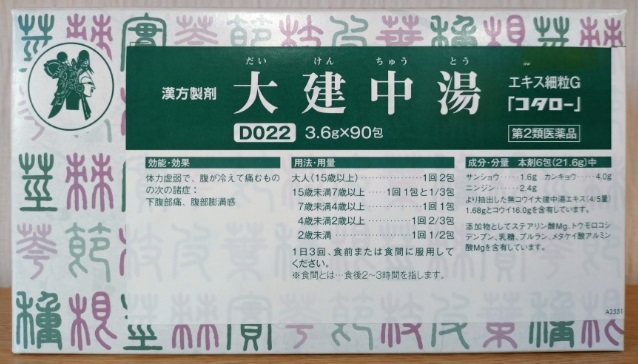 だい けん ちゅう とう
漢方製剤 大建中湯 エキス細粒G
「コタロー」
D022 3.6g×90包 第2類医薬品
効能・効果
体力虚弱で、腹が冷えて痛むもの
の次の諸症：
下腹部痛、腹部膨満感
用法・用量
大人(15歳以上)………………1回2包
15歳未満7歳以上……1回1包と1/3包
7歳未満4歳以上…………1回1包
4歳未満2歳以上…………1回2/3包
2歳未満…………………1回1/2包
1日3回、食前または食間に服用して
ください。
※食間とは…食後2～3時間を指します。
成分・分量 本剤6包(21.6g)中
サンショウ……1.6g カンキョウ……4.0g
ニンジン………2.4g
より抽出した無コウイ大建中湯エキス(4/5量)
1.68gとコウイ16.0gを含有しています。
添加物としてステアリン酸Mg、トウモロコシ
デンプン、乳糖、プルラン、メタケイ酸アルミン
酸Mgを含有しています。